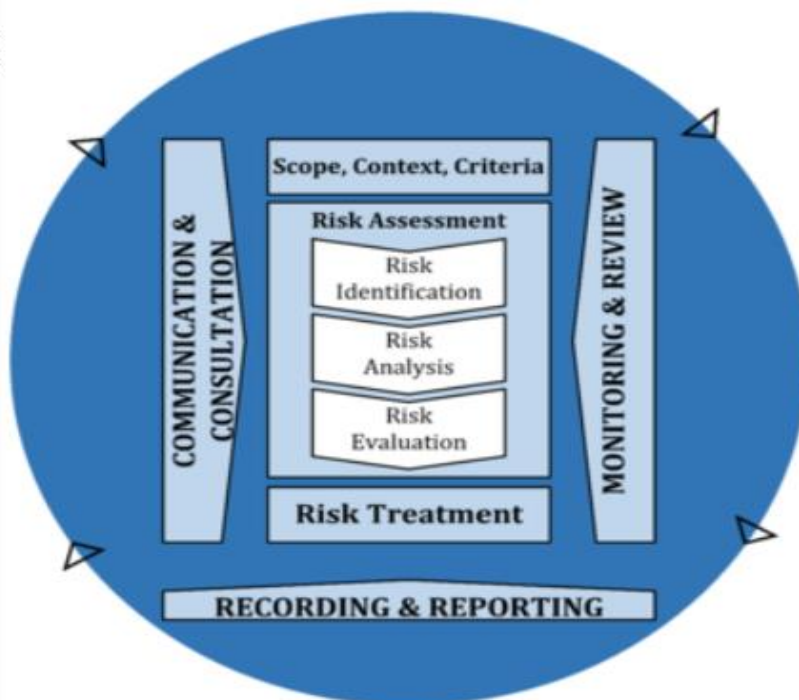 Scope, Context, Criteria
Risk Assessment
Risk
Identification
Risk
Analysis
Risk
Evaluation
Risk Treatment
COMMUNICATION &
CONSULTATION
MONITORING & REVIEW
RECORDING & REPORTING